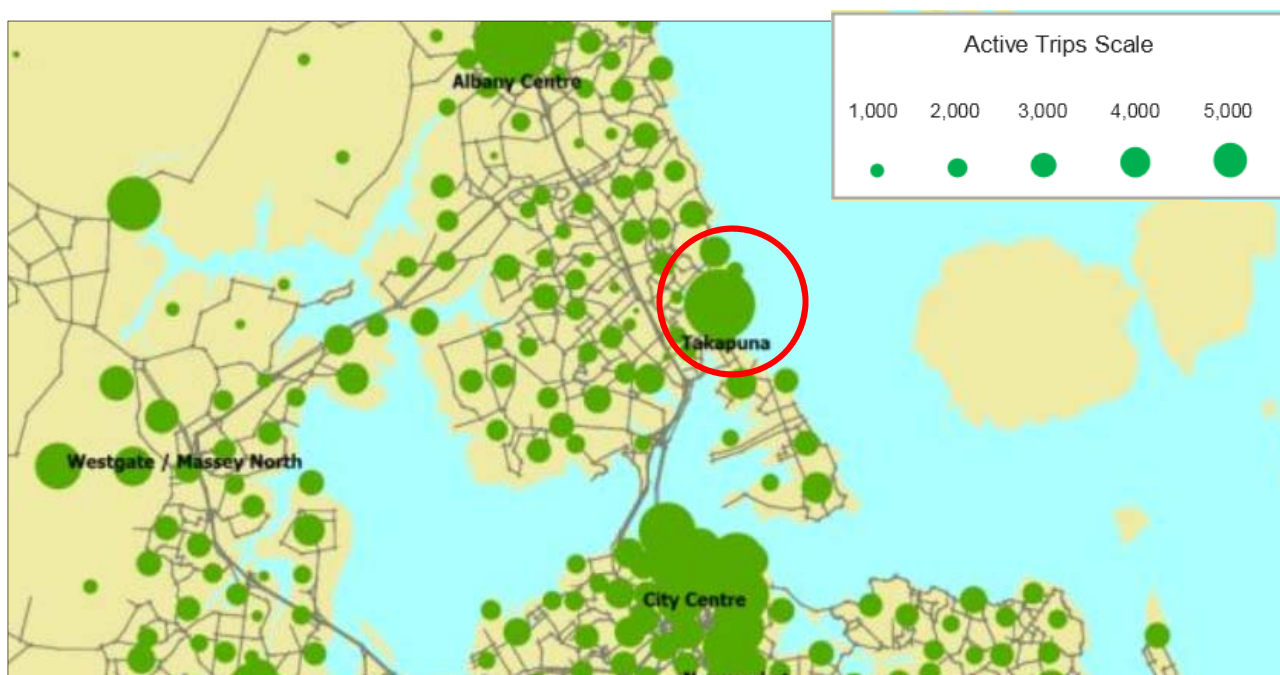 Active Trips Scale
1,000 2,000 3,000 4,000 5,000
Albany Centre
Takapuna
Westgate / Massey North
City Centre